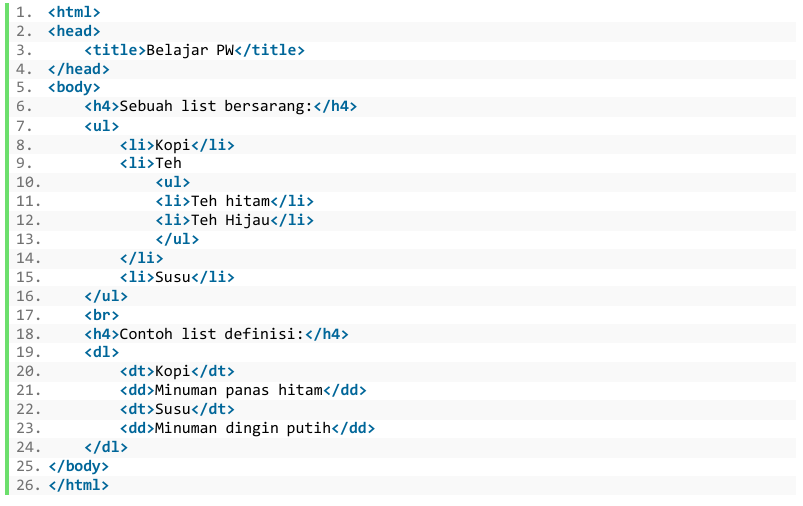 1. <html>
2. <head>
3.     <title>Belajar PW</title>
4. </head>
5. <body>
6.     <h4>Sebuah list bersarang:</h4>
7.     <ul>
8.         <li>Kopi</li>
9.         <li>Teh
10.             <ul>
11.             <li>Teh hitam</li>
12.             <li>Teh Hijau</li>
13.             </ul>
14.         </li>
15.         <li>Susu</li>
16.     </ul>
17.     <br>
18.     <h4>Contoh list definisi:</h4>
19.     <dl>
20.         <dt>Kopi</dt>
21.         <dd>Minuman panas hitam</dd>
22.         <dt>Susu</dt>
23.         <dd>Minuman dingin putih</dd>
24.     </dl>
25. </body>
26. </html>